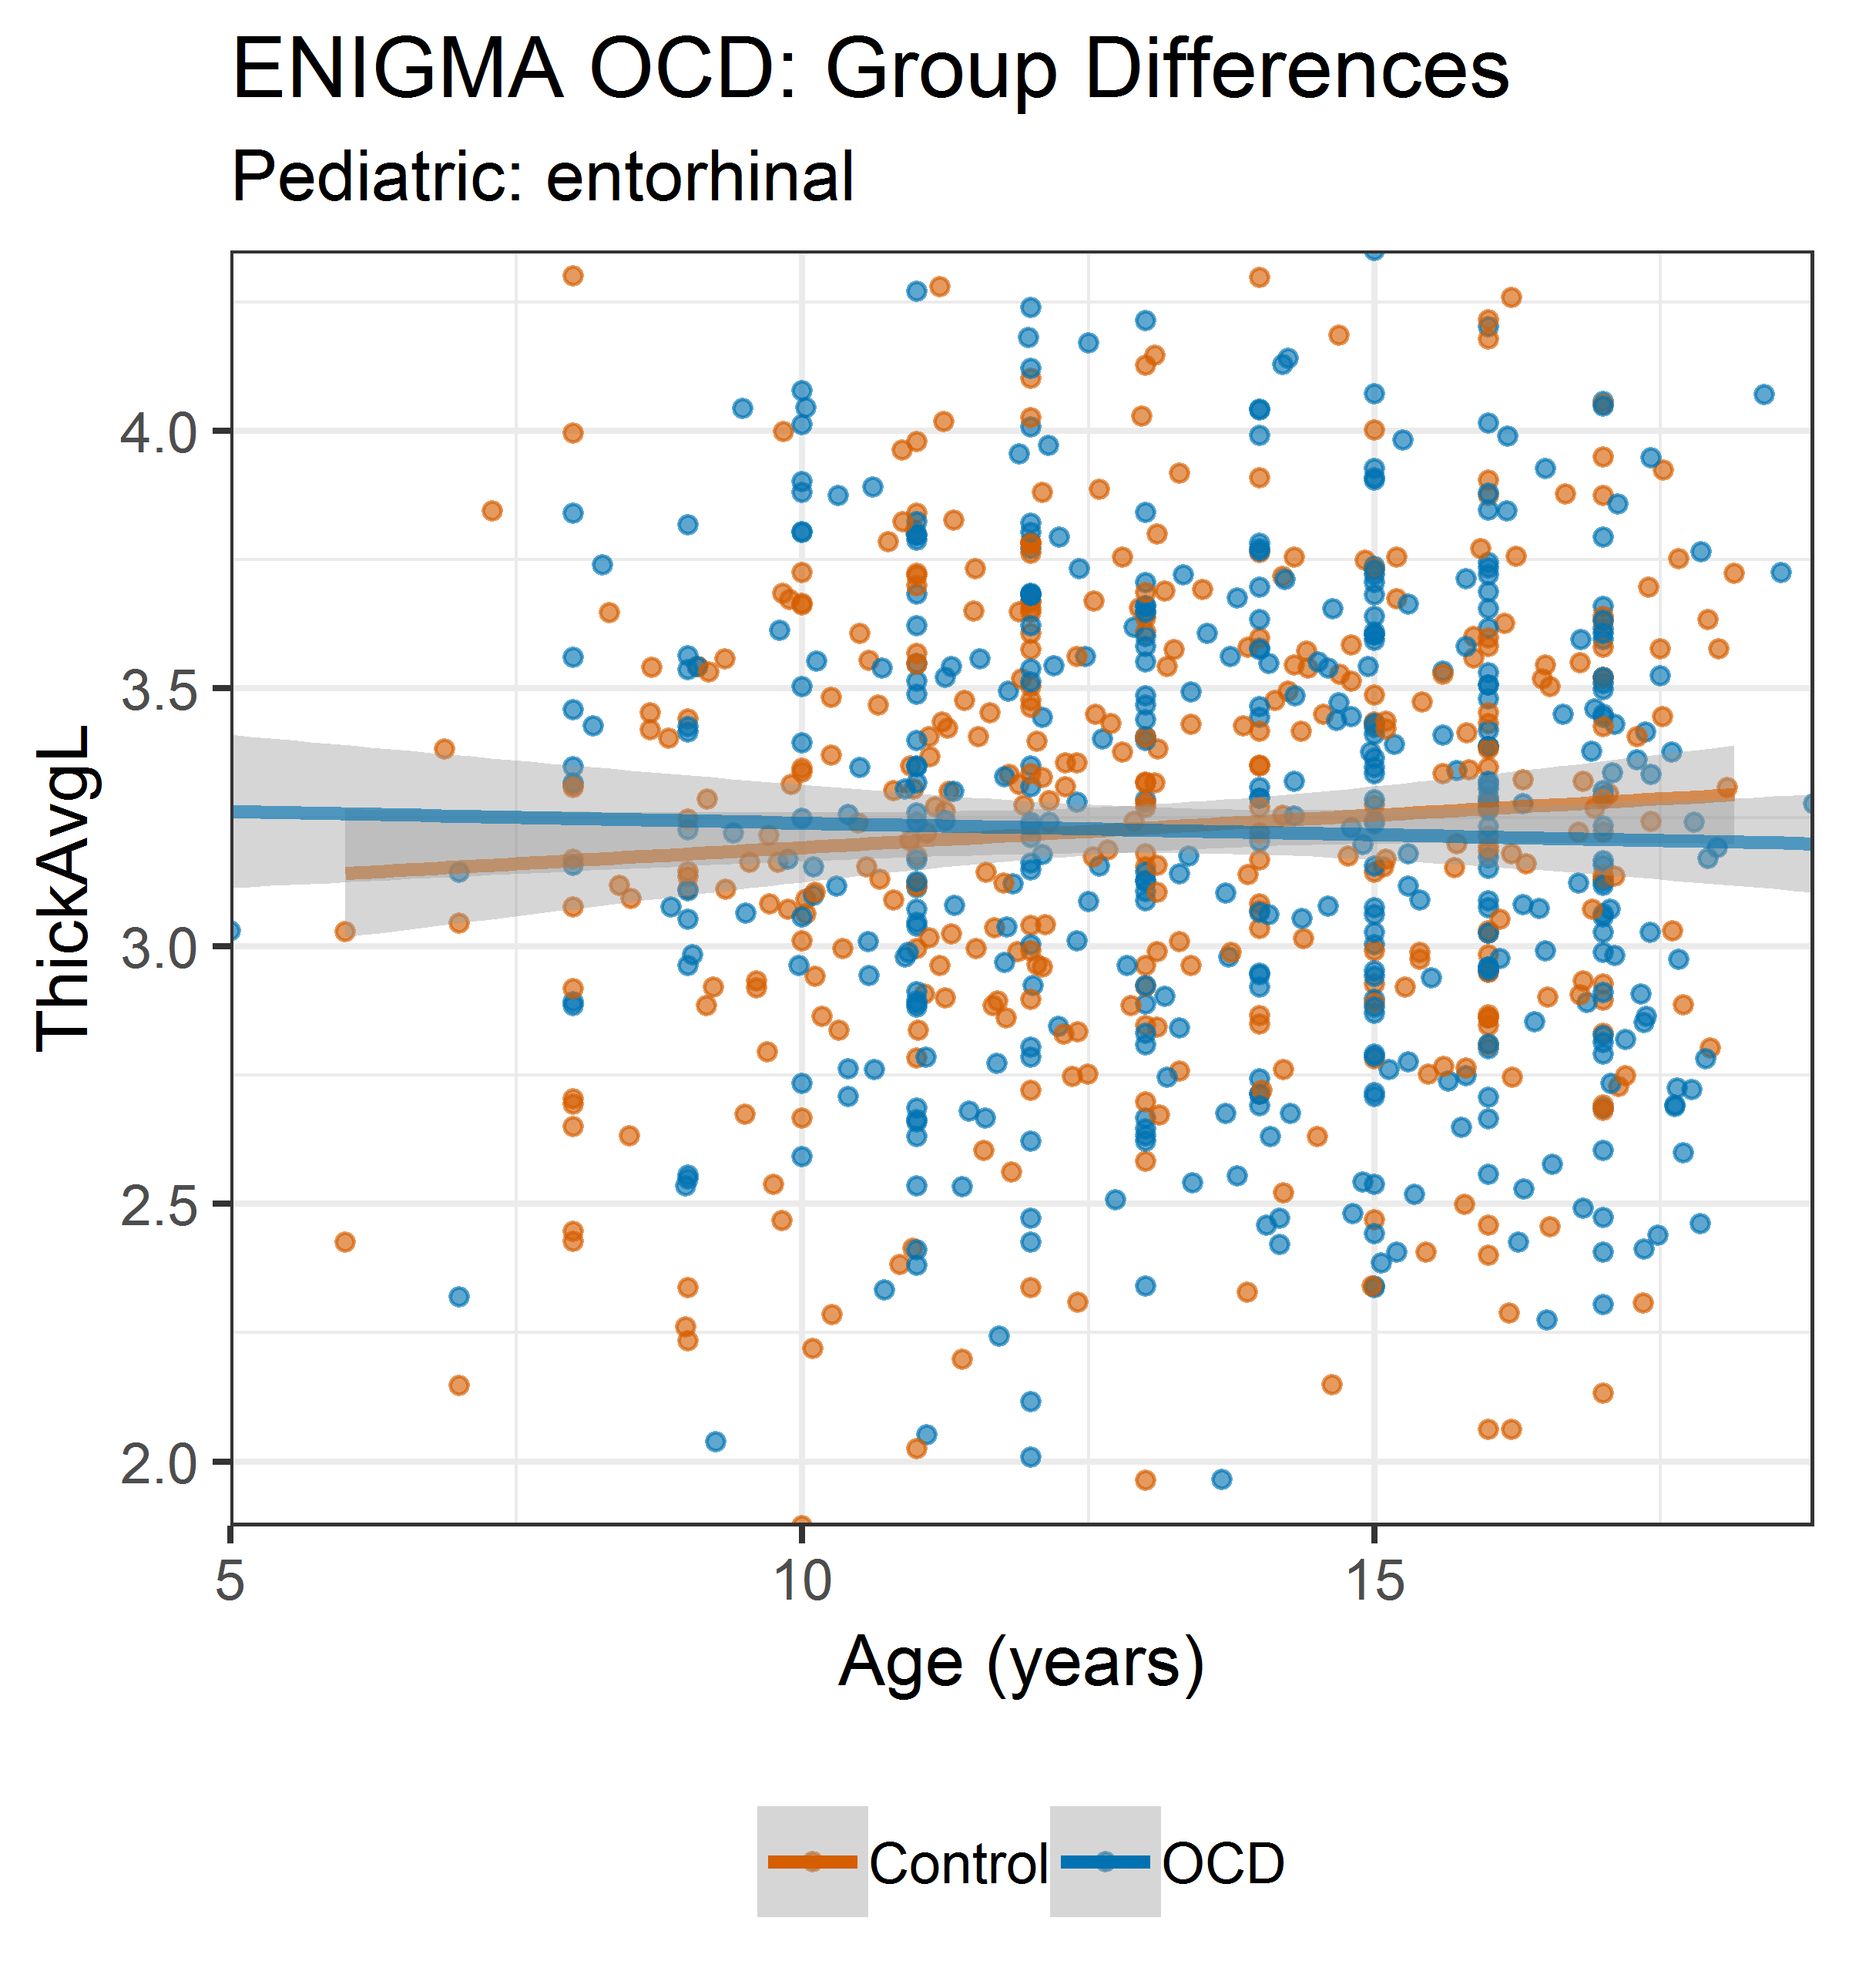 ENIGMA OCD: Group Differences
Pediatric: entorhinal
ThickAvgL
4.0
3.5
3.0
2.5
2.0
5 10 15
Age (years)
Control OCD